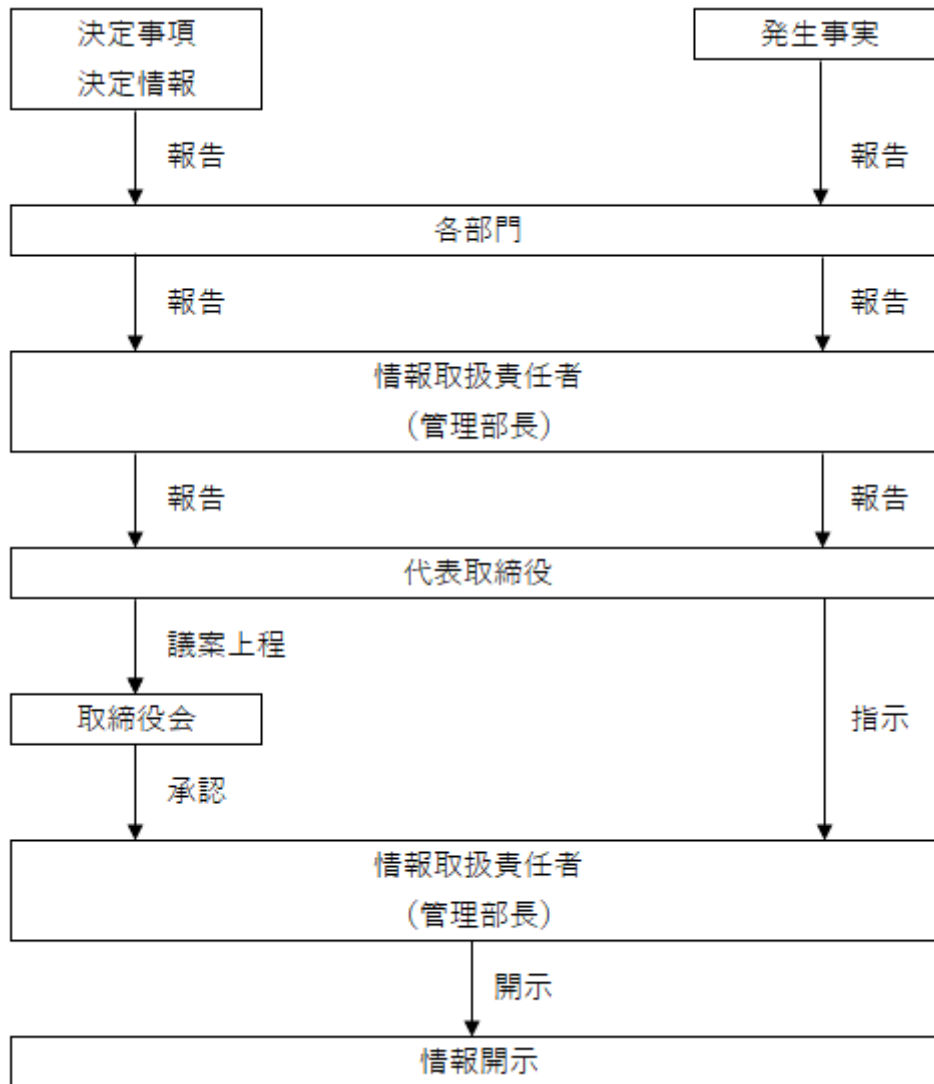 決定事項
決定情報
発生事実
報告
報告
各部門
報告
報告
情報取扱責任者
（管理部長）
報告
報告
代表取締役
議案上程
取締役会
指示
承認
情報取扱責任者
（管理部長）
開示
情報開示